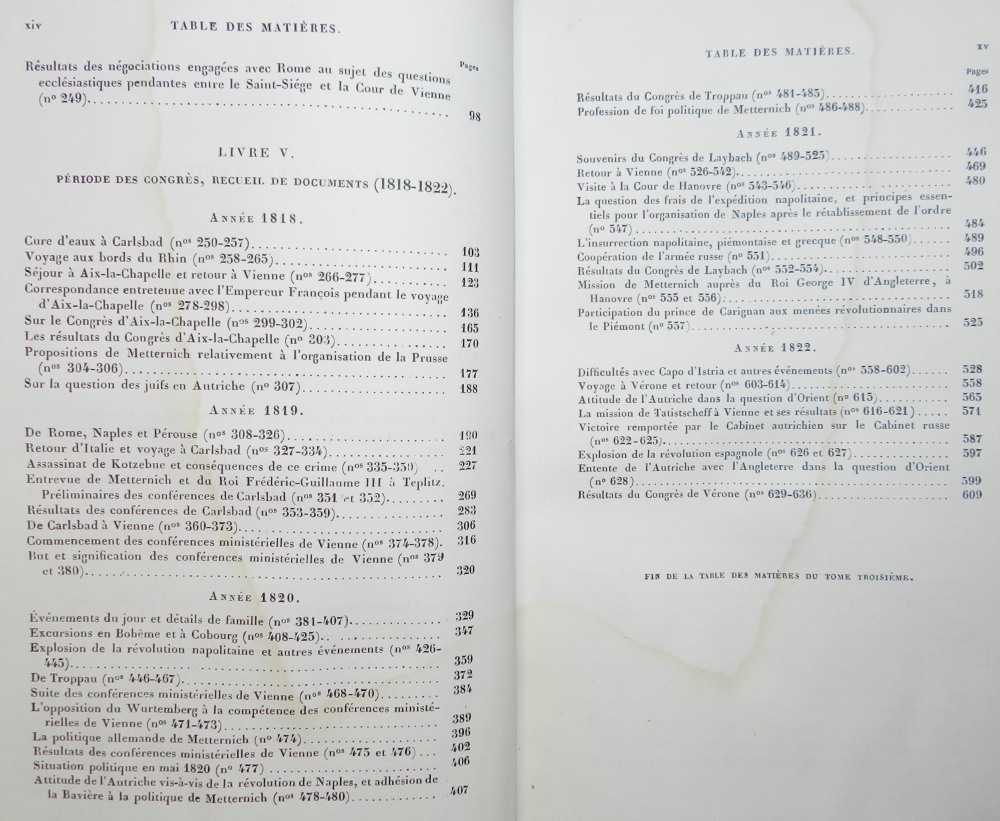 xiv
TABLE DES MATIÈRES.
Pages
Résultats des négociations engagées avec Rome au sujet des questions
ecclésiastiques pendantes entre le Saint-Siége et la Cour de Vienne
(nº 249). 98
LIVRE V.
PÉRIODE DES CONGRÈS, RECUEIL DE DOCUMENTS (1818-1822).
ANNÉE 1818.
Cure d'eaux à Carlsbad (nos 250-257). 103
Voyage aux bords du Rhin (nos 258-265). 111
Séjour à Aix-la-Chapelle et retour à Vienne (nos 266-277). 123
Correspondance entretenue avec l'Empereur François pendant le voyage
d'Aix-la-Chapelle (nos 278-298). 136
Sur le Congrès d'Aix-la-Chapelle (nos 299-302). 165
Les résultats du Congrès d'Aix-la-Chapelle (nº 303). 170
Propositions de Metternich relativement à l'organisation de la Prusse
(nos 304-306). 177
Sur la question des juifs en Autriche (nº 307). 188
ANNÉE 1819.
De Rome, Naples et Pérouse (nos 308-326). 190
Retour d'Italie et voyage à Carlsbad (nos 327-334). 221
Assassinat de Kotzebue et conséquences de ce crime (nos 335-350) .. 227
Entrevue de Metternich et du Roi Frédéric-Guillaume III à Teplitz.
Préliminaires des conférences de Carlsbad (nos 351 et 352). 269
Résultats des conférences de Carlsbad (nos 353-359). 283
De Carlsbad à Vienne (nos 360-373). 306
Commencement des conférences ministérielles de Vienne (nos 374-378). 316
But et signification des conférences ministérielles de Vienne (nos 379
et 380). 320
ANNÉE 1820.
Événements du jour et détails de famille (nos 381-407). 329
Excursions en Bohême et à Cobourg (nos 408-425). 347
Explosion de la révolution napolitaine et autres événements (nos 426-
445). 359
De Troppau (nos 446-467). 372
Suite des conférences ministérielles de Vienne (nos 468-470). 384
L'opposition du Wurtemberg à la compétence des conférences ministé-
rielles de Vienne (nos 471-473). 389
La politique allemande de Metternich (nº 474). 396
Résultats des conférences ministérielles de Vienne (nos 475 et 476) ... 402
Situation politique en mai 1820 (nº 477) 406
Attitude de l'Autriche vis-à-vis de la révolution de Naples, et adhésion de
la Bavière à la politique de Metternich (nos 478-480). 407
TABLE DES MATIÈRES.
xv
Pages
Résultats du Congrès de Troppau (nos 481-485). 416
Profession de foi politique de Metternich (nos 486-488). 425
ANNÉE 1821.
Souvenirs du Congrès de Laybach (nos 489-525). 446
Retour à Vienne (nos 526-542). 469
Visite à la Cour de Hanovre (nos 543-546). 480
La question des frais de l'expédition napolitaine, et principes essen-
tiels pour l'organisation de Naples après le rétablissement de l'ordre
(nº 547). 484
L'insurrection napolitaine, piémontaise et grecque (nos 548-550). 489
Coopération de l'armée russe (nº 551). 496
Résultats du Congrès de Laybach (nos 552-554). 502
Mission de Metternich auprès du Roi George IV d'Angleterre, à
Hanovre (nos 555 et 556). 518
Participation du prince de Carignan aux menées révolutionnaires dans
le Piémont (nº 557). 525
ANNÉE 1822.
Difficultés avec Capo d'Istria et autres événements (nos 558-602). 528
Voyage à Vérone et retour (nos 603-614). 558
Attitude de l'Autriche dans la question d'Orient (nº 615). 565
La mission de Tatistscheff à Vienne et ses résultats (nos 616-621). 571
Victoire remportée par le Cabinet autrichien sur le Cabinet russe
(nos 622-625). 587
Explosion de la révolution espagnole (nos 626 et 627). 597
Entente de l'Autriche avec l'Angleterre dans la question d'Orient
(nº 628). 599
Résultats du Congrès de Vérone (nos 629-636). 609
FIN DE LA TABLE DES MATIÈRES DU TOME TROISIÈME.